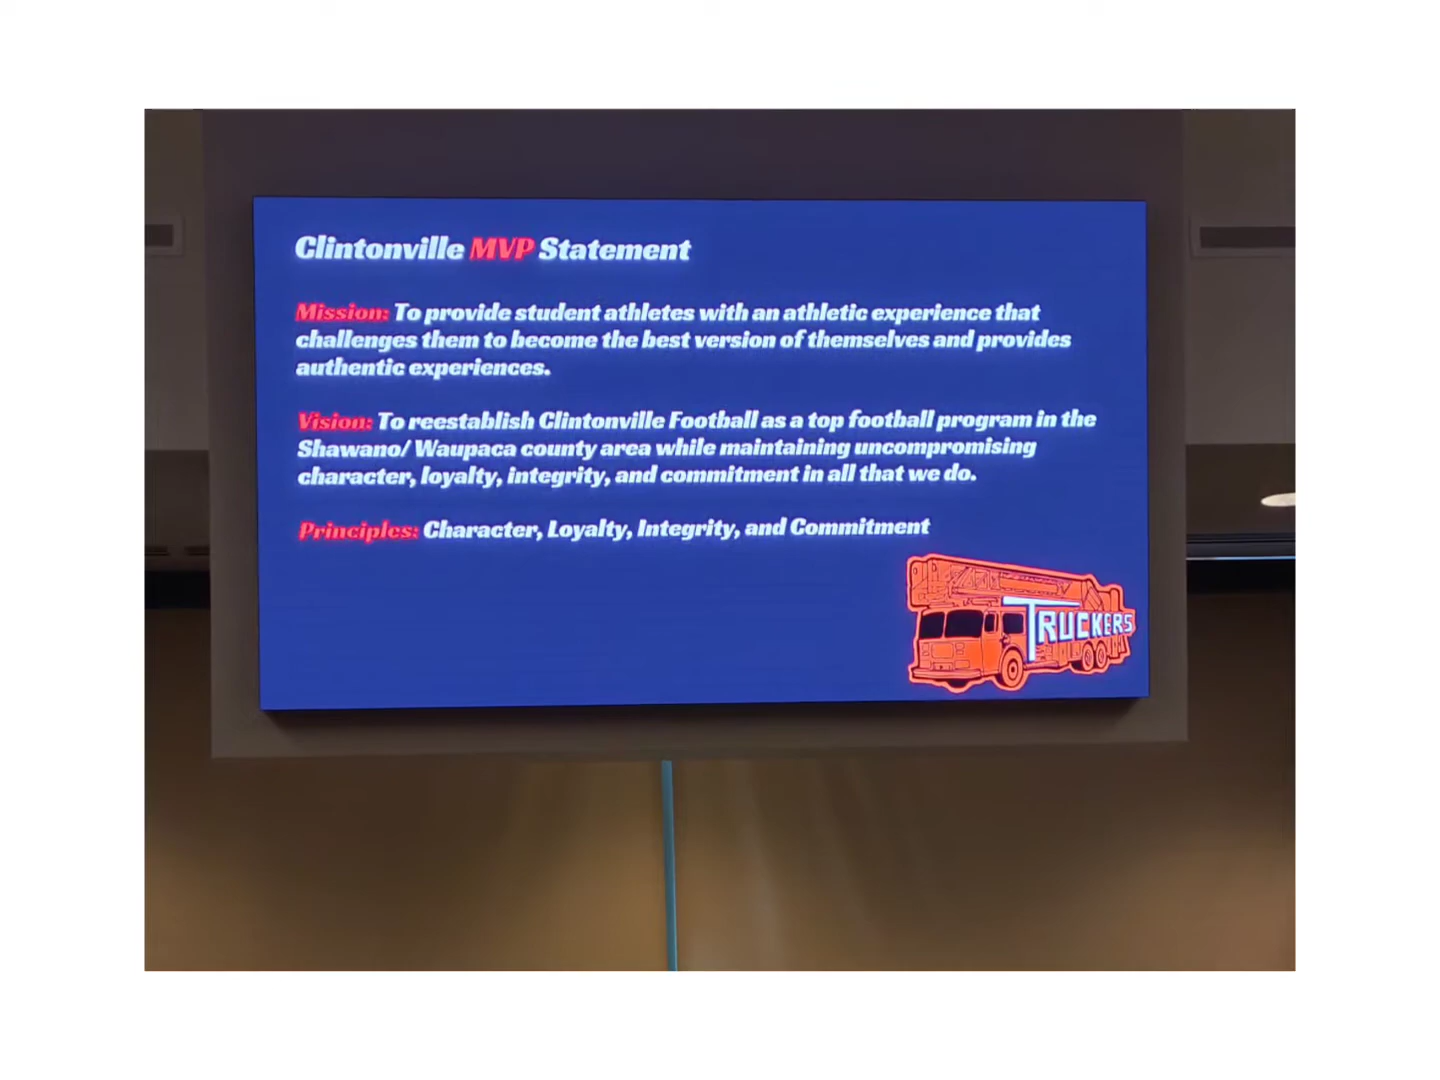 Clintonville MVP Statement
Mission: To provide student athletes with an athletic experience that
challenges them to become the best version of themselves and provides
authentic experiences.
Vision: To reestablish Clintonville Football as a top football program in the
Shawano/ Waupaca county area while maintaining uncompromising
character, loyalty, integrity, and commitment in all that we do.
Principles: Character, Loyalty, Integrity, and Commitment
TRUCKERS